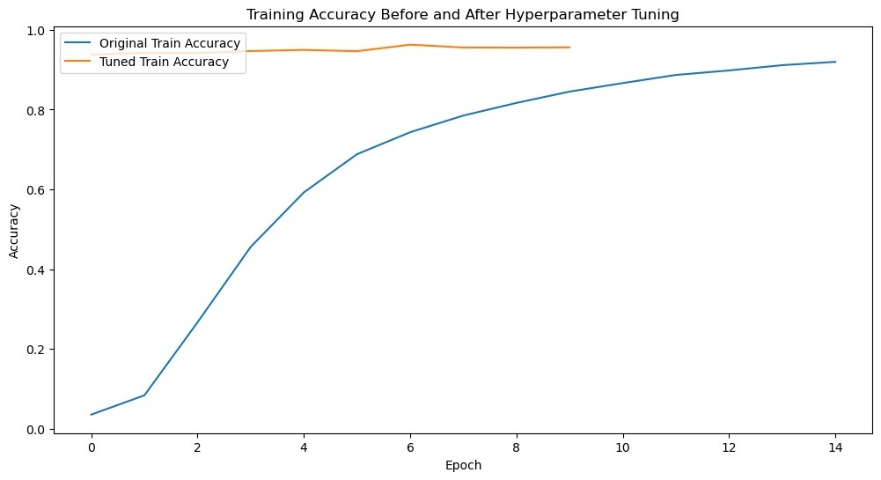 Training Accuracy Before and After Hyperparameter Tuning
1.0
Original Train Accuracy
Tuned Train Accuracy
0.8
0.6
Accuracy
0.4
0.2
0.0
0 2 4 6 8 10 12 14
Epoch